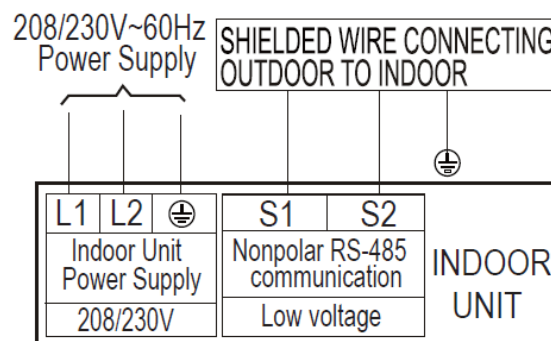 208/230V~60Hz
Power Supply
SHIELDED WIRE CONNECTING
OUTDOOR TO INDOOR
L1 L2 S1 S2
Indoor Unit
Power Supply
208/230V
Nonpolar RS-485
communication
Low voltage
INDOOR
UNIT